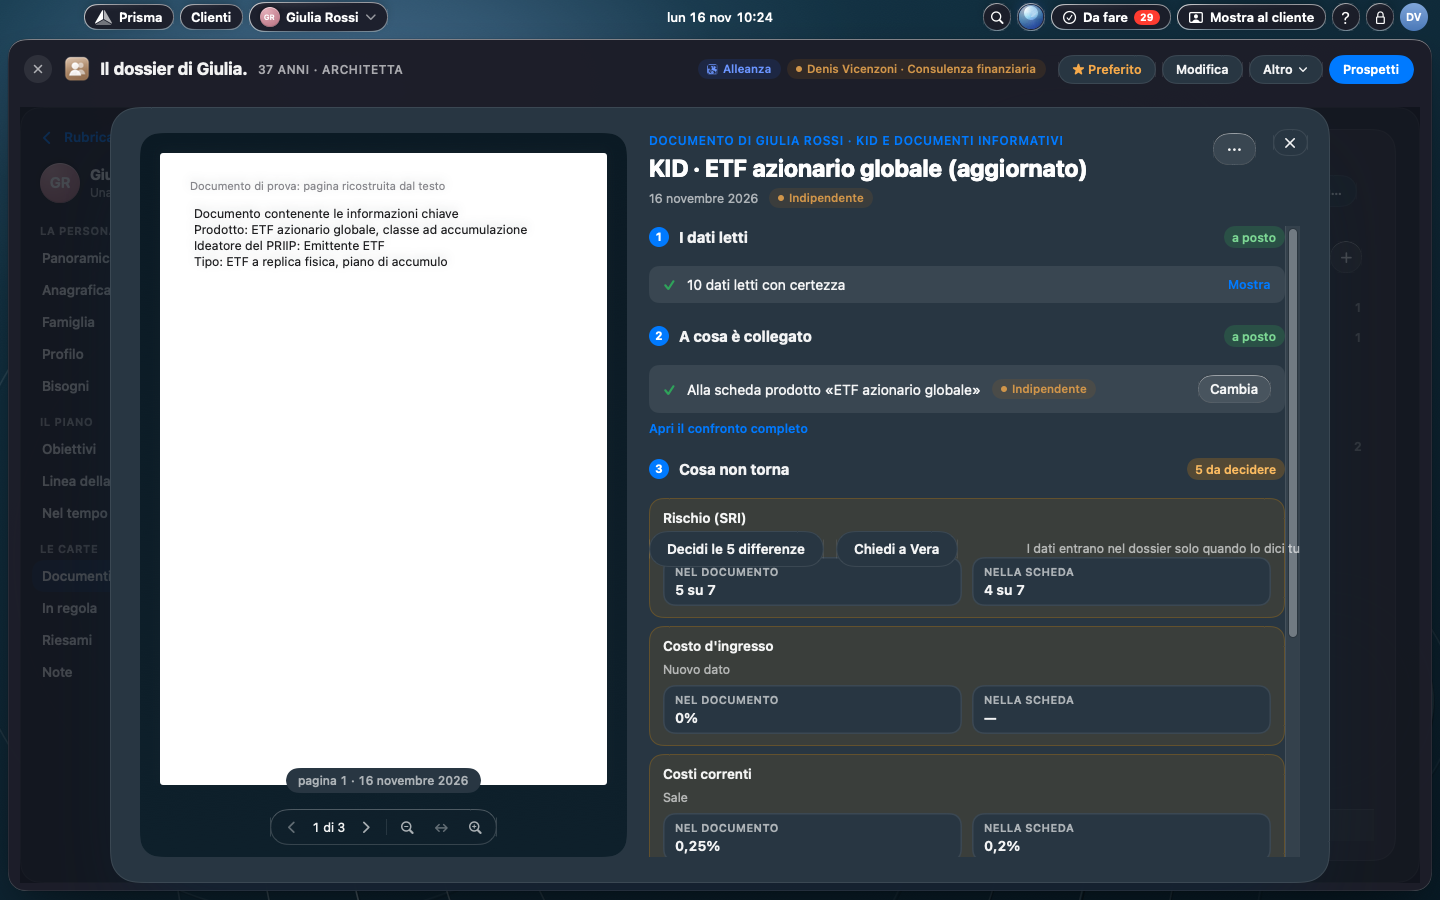 Prisma
Clienti
GR Giulia Rossi
lun 16 nov 10:24
Da fare 29
Mostra al cliente
?
DV
Il dossier di Giulia.
37 ANNI · ARCHITETTA
Alleanza
Denis Vicenzoni · Consulenza finanziaria
Preferito
Modifica
Altro
Prospetti
Rubrica
GR
LA PERSON
Panoramic
Anagrafica
Famiglia
Profilo
Bisogni
IL PIANO
Obiettivi
Linea della
Nel tempo
LE CARTE
Documenti
In regola
Riesami
Note
Documento di prova: pagina ricostruita dal testo
Documento contenente le informazioni chiave
Prodotto: ETF azionario globale, classe ad accumulazione
Ideatore del PRIIP: Emittente ETF
Tipo: ETF a replica fisica, piano di accumulo
pagina 1 · 16 novembre 2026
1 di 3
DOCUMENTO DI GIULIA ROSSI · KID E DOCUMENTI INFORMATIVI
KID · ETF azionario globale (aggiornato)
16 novembre 2026
Indipendente
1 I dati letti
a posto
10 dati letti con certezza
Mostra
2 A cosa è collegato
a posto
Alla scheda prodotto «ETF azionario globale»
Indipendente
Cambia
Apri il confronto completo
3 Cosa non torna
5 da decidere
Rischio (SRI)
Decidi le 5 differenze
Chiedi a Vera
I dati entrano nel dossier solo quando lo dici tu
NEL DOCUMENTO
5 su 7
NELLA SCHEDA
4 su 7
Costo d'ingresso
Nuovo dato
NEL DOCUMENTO
0%
NELLA SCHEDA
—
Costi correnti
Sale
NEL DOCUMENTO
0,25%
NELLA SCHEDA
0,2%
1
1
2